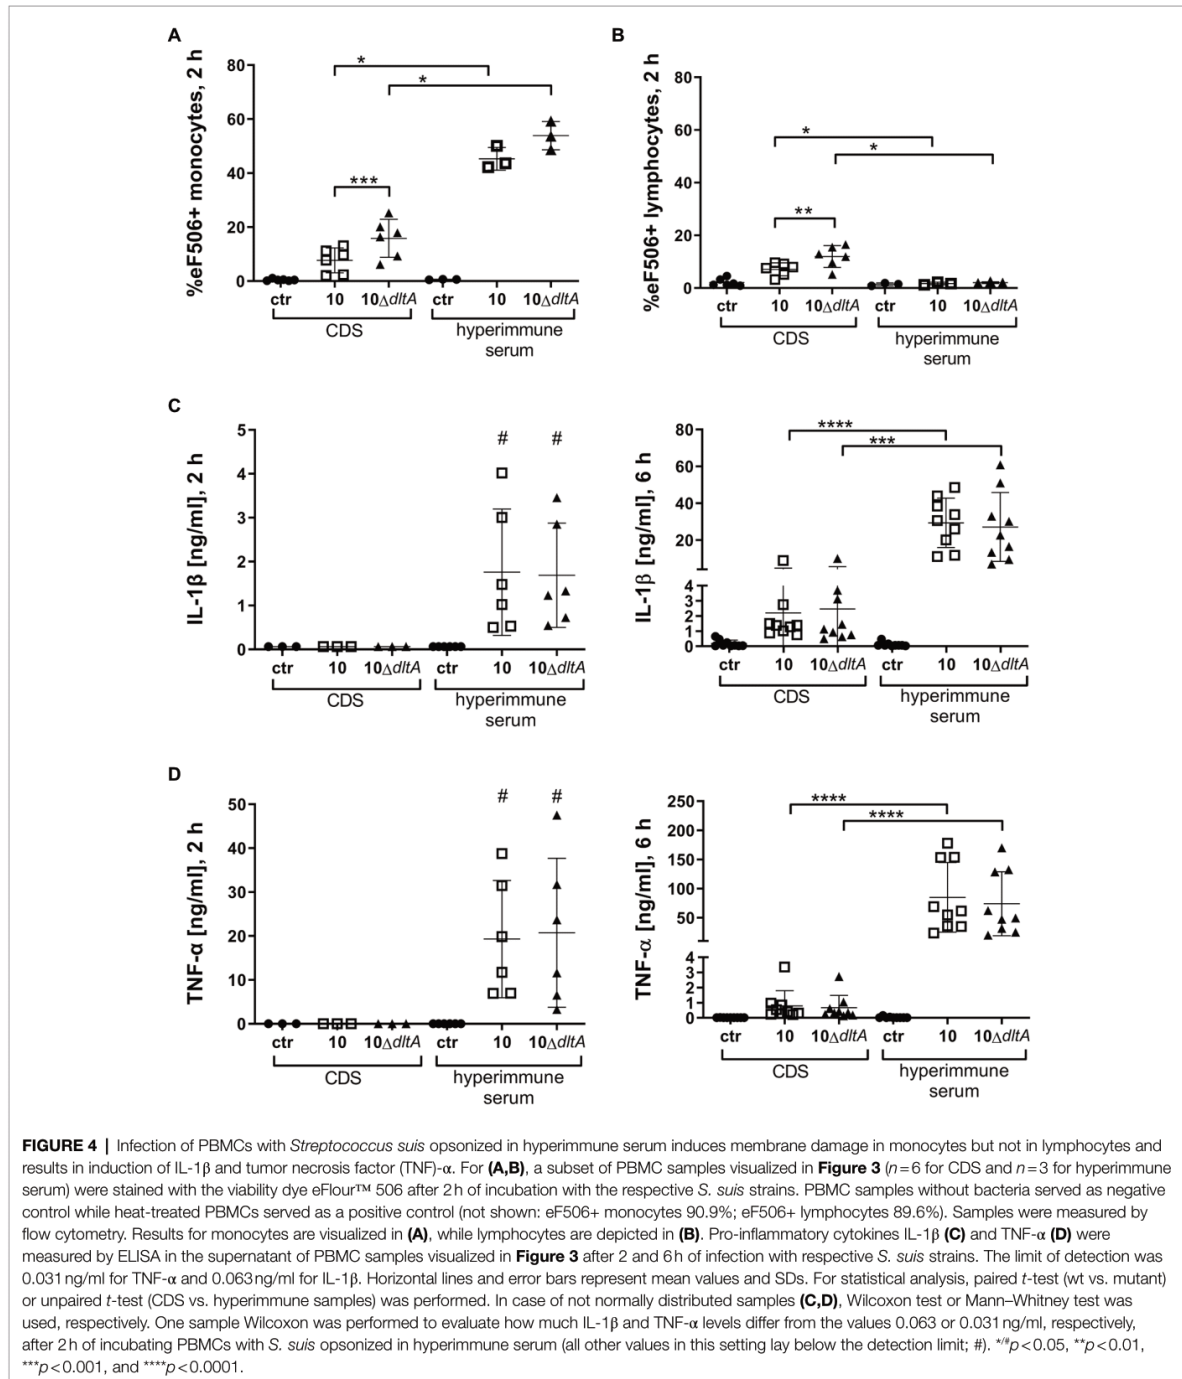 A
%eF506+ monocytes, 2 h
80
60
40
20
0
*
*
***
ctr 10 10ΔdltA ctr 10 10ΔdltA
CDS hyperimmune
serum
B
%eF506+ lymphocytes, 2 h
80
60
40
20
0
*
*
**
ctr 10 10ΔdltA ctr 10 10ΔdltA
CDS hyperimmune
serum
C
IL-1β [ng/ml], 2 h
5
4
3
2
1
0
# #
ctr 10 10ΔdltA ctr 10 10ΔdltA
CDS hyperimmune
serum
IL-1β [ng/ml], 6 h
80
60
40
20
4
3
2
1
0
****
***
ctr 10 10ΔdltA ctr 10 10ΔdltA
CDS hyperimmune
serum
D
TNF-α [ng/ml], 2 h
50
40
30
20
10
0
# #
ctr 10 10ΔdltA ctr 10 10ΔdltA
CDS hyperimmune
serum
TNF-α [ng/ml], 6 h
250
200
150
100
50
4
3
2
1
0
****
****
ctr 10 10ΔdltA ctr 10 10ΔdltA
CDS hyperimmune
serum
FIGURE 4 | Infection of PBMCs with Streptococcus suis opsonized in hyperimmune serum induces membrane damage in monocytes but not in lymphocytes and
results in induction of IL-1β and tumor necrosis factor (TNF)-α. For (A,B), a subset of PBMC samples visualized in Figure 3 (n=6 for CDS and n=3 for hyperimmune
serum) were stained with the viability dye eFlour™ 506 after 2 h of incubation with the respective S. suis strains. PBMC samples without bacteria served as negative
control while heat-treated PBMCs served as a positive control (not shown: eF506+ monocytes 90.9%; eF506+ lymphocytes 89.6%). Samples were measured by
flow cytometry. Results for monocytes are visualized in (A), while lymphocytes are depicted in (B). Pro-inflammatory cytokines IL-1β (C) and TNF-α (D) were
measured by ELISA in the supernatant of PBMC samples visualized in Figure 3 after 2 and 6 h of infection with respective S. suis strains. The limit of detection was
0.031 ng/ml for TNF-α and 0.063 ng/ml for IL-1β. Horizontal lines and error bars represent mean values and SDs. For statistical analysis, paired t-test (wt vs. mutant)
or unpaired t-test (CDS vs. hyperimmune samples) was performed. In case of not normally distributed samples (C,D), Wilcoxon test or Mann–Whitney test was
used, respectively. One sample Wilcoxon was performed to evaluate how much IL-1β and TNF-α levels differ from the values 0.063 or 0.031 ng/ml, respectively,
after 2 h of incubating PBMCs with S. suis opsonized in hyperimmune serum (all other values in this setting lay below the detection limit; #). */#p<0.05, **p<0.01,
***p<0.001, and ****p<0.0001.